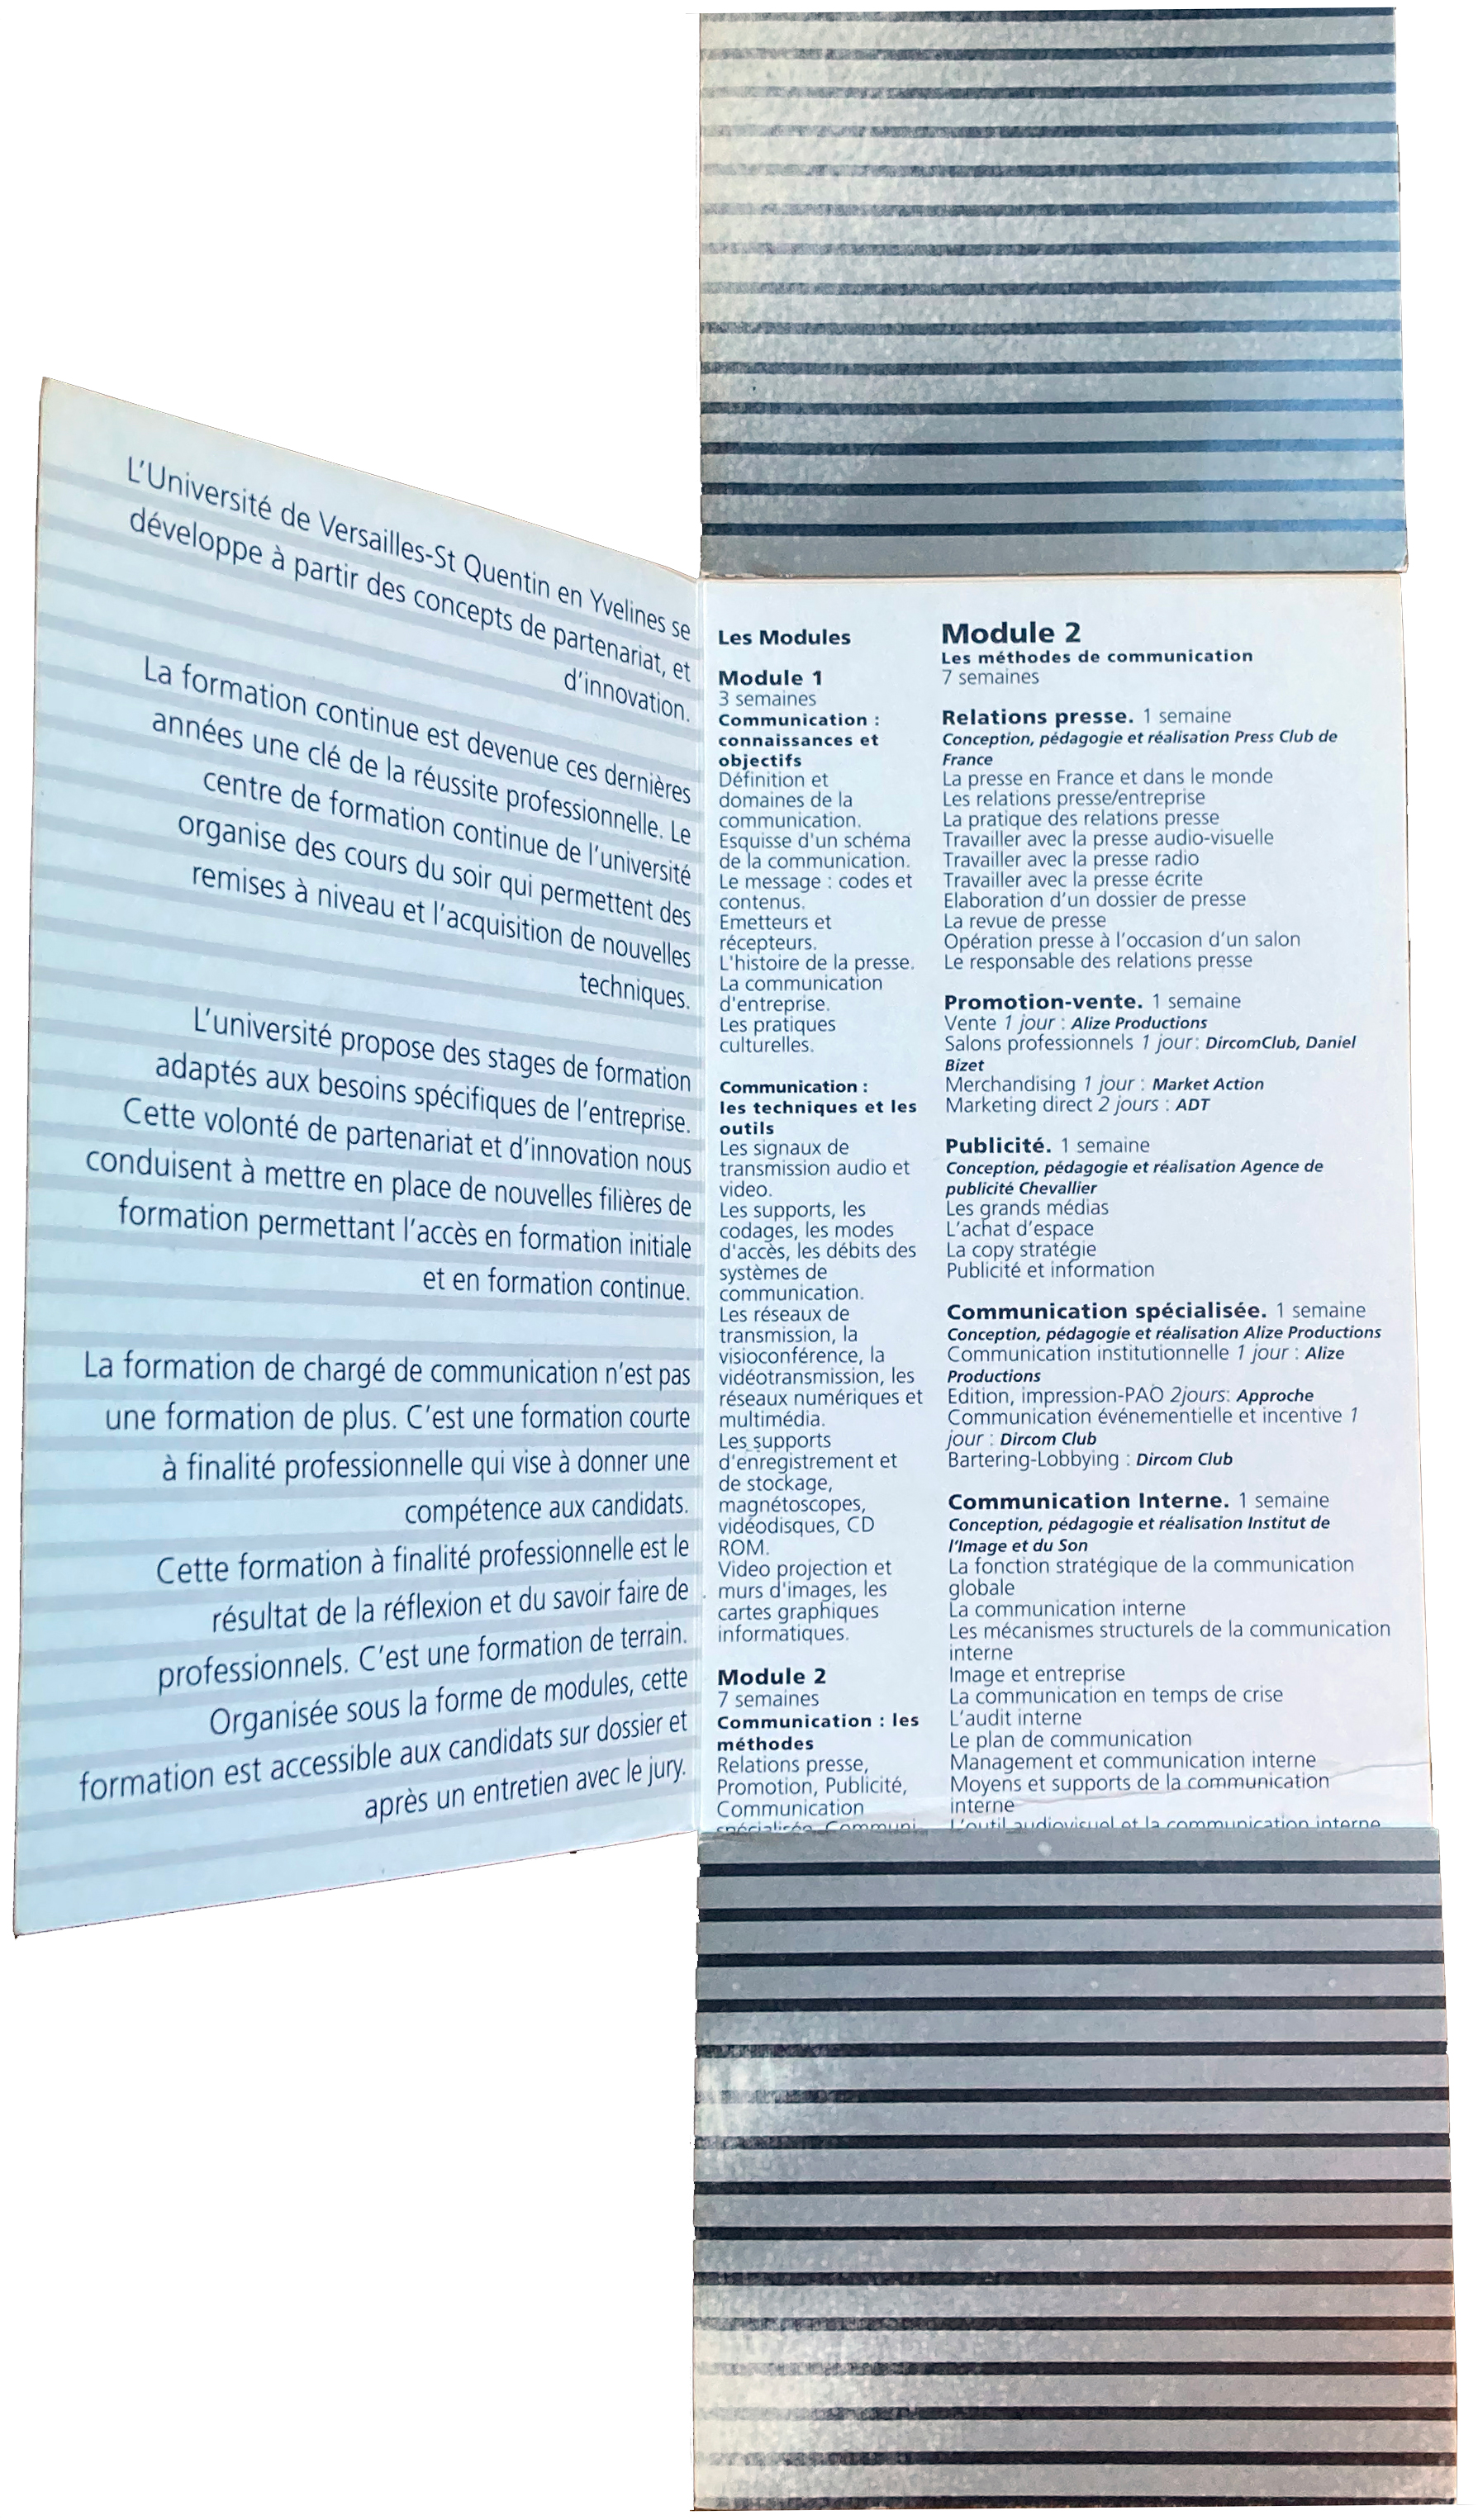 L'Université de Versailles-St Quentin en Yvelines se
développe à partir des concepts de partenariat, et
d'innovation.
La formation continue est devenue ces dernières
années une clé de la réussite professionnelle. Le
centre de formation continue de l'université
organise des cours du soir qui permettent des
remises à niveau et l'acquisition de nouvelles
techniques.
L'université propose des stages de formation
adaptés aux besoins spécifiques de l'entreprise.
Cette volonté de partenariat et d'innovation nous
conduisent à mettre en place de nouvelles filières de
formation permettant l'accès en formation initiale
et en formation continue.
La formation de chargé de communication n'est pas
une formation de plus. C'est une formation courte
à finalité professionnelle qui vise à donner une
compétence aux candidats.
Cette formation à finalité professionnelle est le
résultat de la réflexion et du savoir faire de
professionnels. C'est une formation de terrain.
Organisée sous la forme de modules, cette
formation est accessible aux candidats sur dossier et
après un entretien avec le jury.
Les Modules
Module 1
3 semaines
Communication :
connaissances et
objectifs
Définition et
domaines de la
communication.
Esquisse d'un schéma
de la communication.
Le message : codes et
contenus.
Emetteurs et
récepteurs.
L'histoire de la presse.
La communication
d'entreprise.
Les pratiques
culturelles.
Communication :
les techniques et les
outils
Les signaux de
transmission audio et
video.
Les supports, les
codages, les modes
d'accès, les débits des
systèmes de
communication.
Les réseaux de
transmission, la
visioconférence, la
vidéotransmission, les
réseaux numériques et
multimédia.
Les supports
d'enregistrement et
de stockage,
magnétoscopes,
vidéodisques, CD
ROM.
Video projection et
murs d'images, les
cartes graphiques
informatiques.
Module 2
7 semaines
Communication : les
méthodes
Relations presse,
Promotion, Publicité,
Communication
spécialisée, Communi
Module 2
Les méthodes de communication
7 semaines
Relations presse. 1 semaine
Conception, pédagogie et réalisation Press Club de
France
La presse en France et dans le monde
Les relations presse/entreprise
La pratique des relations presse
Travailler avec la presse audio-visuelle
Travailler avec la presse radio
Travailler avec la presse écrite
Elaboration d'un dossier de presse
La revue de presse
Opération presse à l'occasion d'un salon
Le responsable des relations presse
Promotion-vente. 1 semaine
Vente 1 jour : Alize Productions
Salons professionnels 1 jour: DircomClub, Daniel
Bizet
Merchandising 1 jour : Market Action
Marketing direct 2 jours : ADT
Publicité. 1 semaine
Conception, pédagogie et réalisation Agence de
publicité Chevallier
Les grands médias
L'achat d'espace
La copy stratégie
Publicité et information
Communication spécialisée. 1 semaine
Conception, pédagogie et réalisation Alize Productions
Communication institutionnelle 1 jour : Alize
Productions
Edition, impression-PAO 2jours: Approche
Communication événementielle et incentive 1
jour : Dircom Club
Bartering-Lobbying : Dircom Club
Communication Interne. 1 semaine
Conception, pédagogie et réalisation Institut de
l'Image et du Son
La fonction stratégique de la communication
globale
La communication interne
Les mécanismes structurels de la communication
interne
Image et entreprise
La communication en temps de crise
L'audit interne
Le plan de communication
Management et communication interne
Moyens et supports de la communication
interne
L'outil audiovisuel et la communication interne